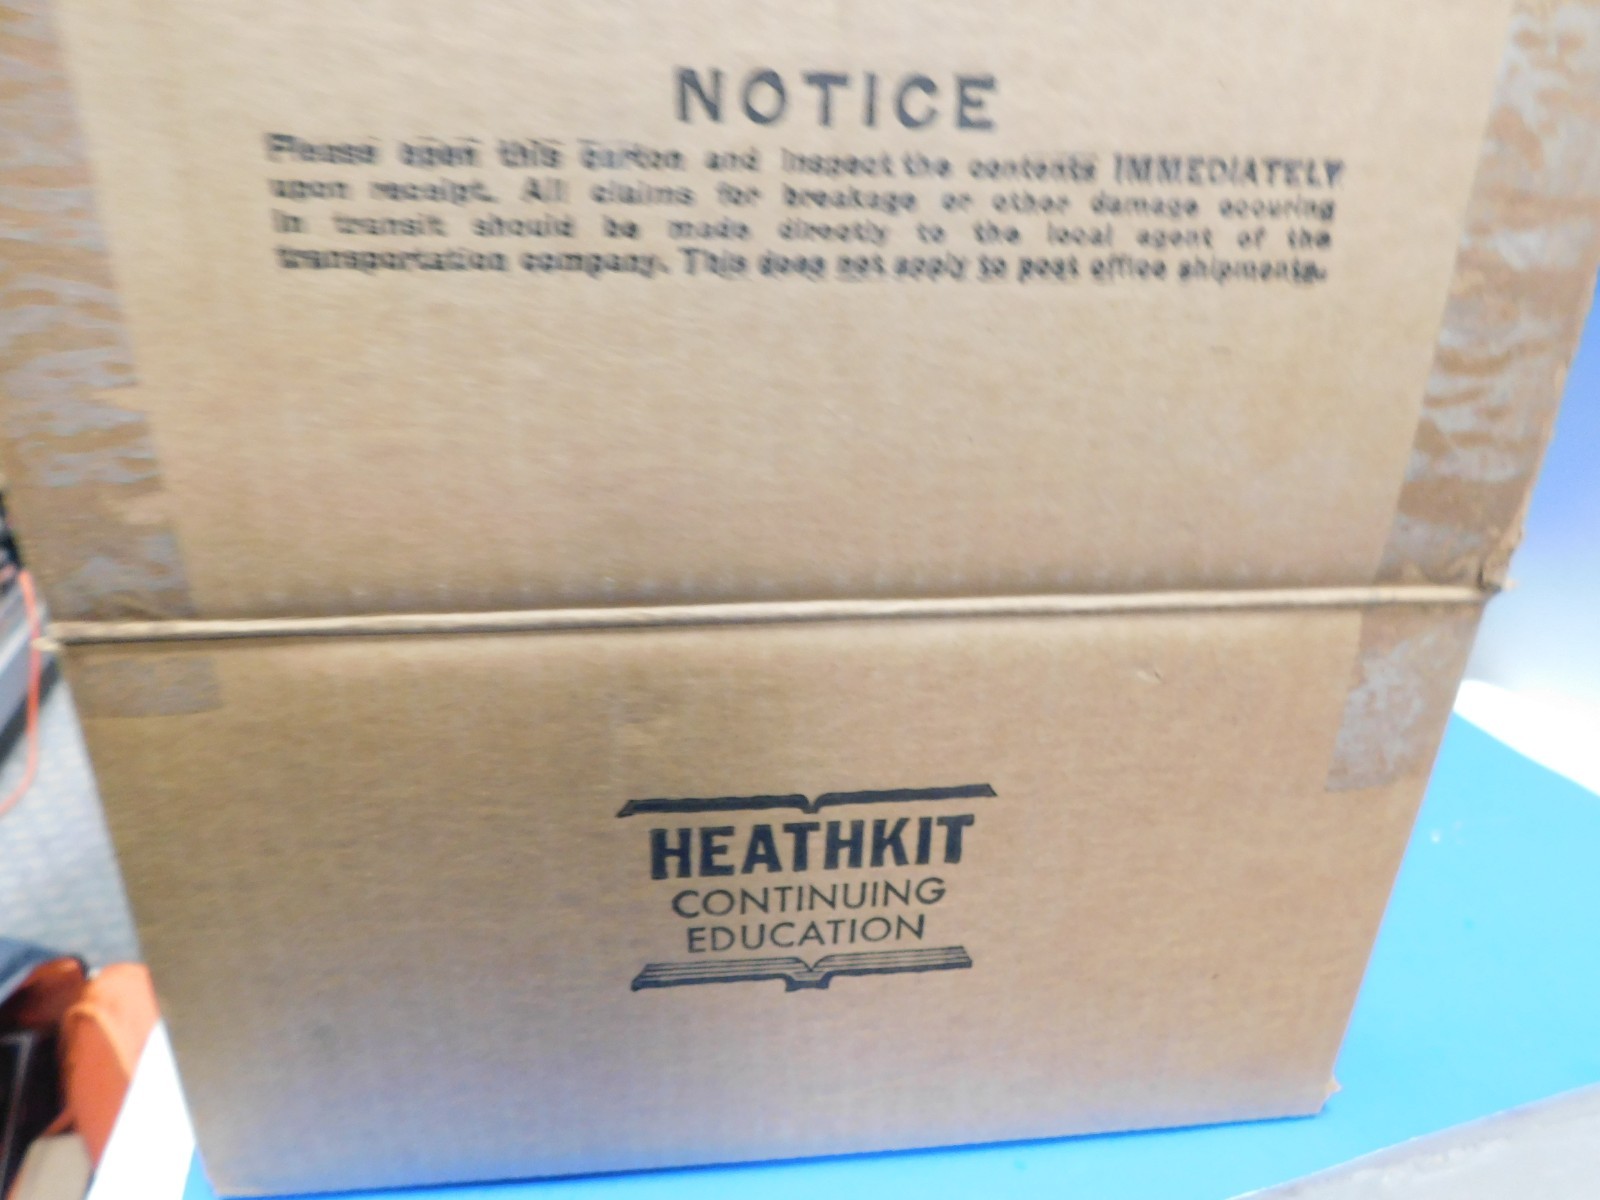 NOTICE
Please open this carton and inspect the contents IMMEDIATELY
upon receipt. All claims for breakage or other damage occuring
in transit should be made directly to the local agent of the
transportation company. This does not apply to post office shipments.
HEATHKIT
CONTINUING
EDUCATION